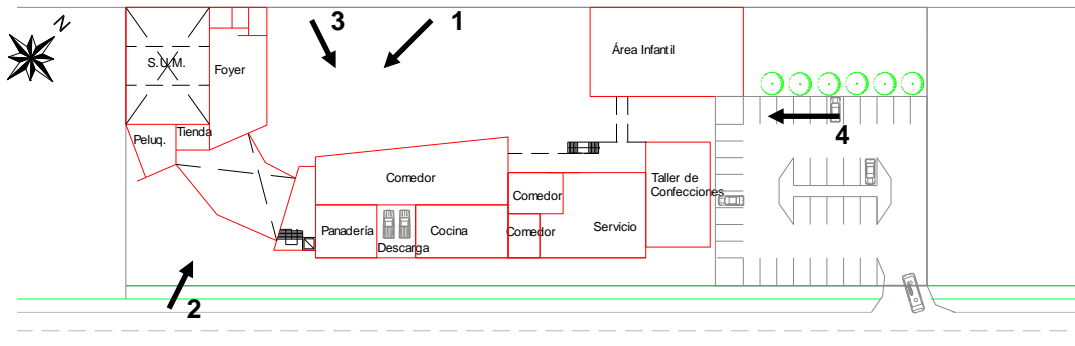 N
3
1
S.U.M.
Foyer
Área Infantil
Peluq.
Tienda
4
Comedor
Taller de
Confecciones
Comedor
Panadería
Descarga
Cocina
Comedor
Servicio
2